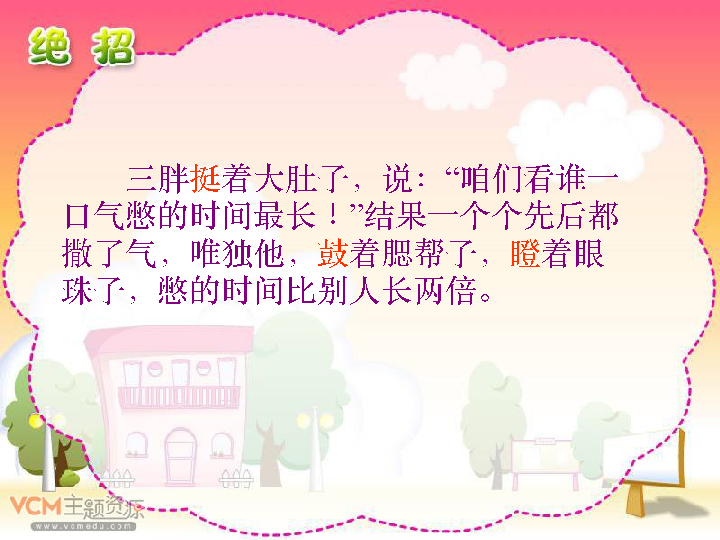 绝 招
三胖挺着大肚了，说：“咱们看谁一
口气憋的时间最长！”结果一个个先后都
撒了气，唯独他，鼓着腮帮了，瞪着眼
珠了，憋的时间比别人长两倍。
VCM主题资源
www.vcmedu.com